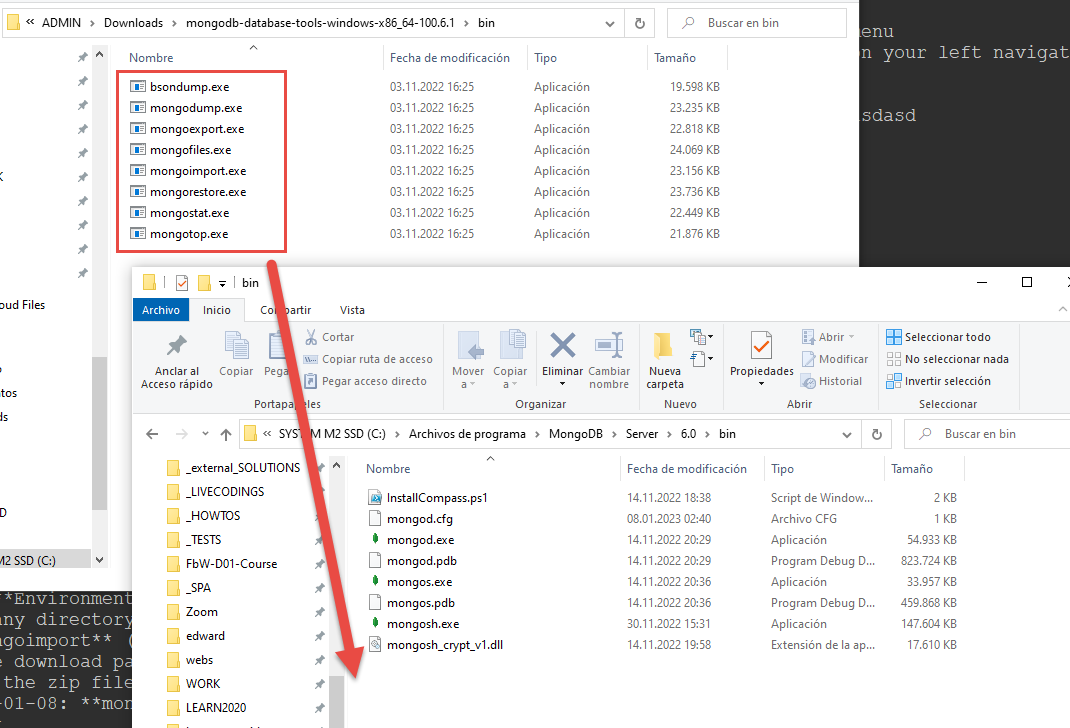 « ADMIN > Downloads > mongodb-database-tools-windows-x86_64-100.6.1 > bin
Buscar en bin
Nombre Fecha de modificación Tipo Tamaño
bsondump.exe 03.11.2022 16:25 Aplicación 19.598 KB
mongodump.exe 03.11.2022 16:25 Aplicación 23.235 KB
mongoexport.exe 03.11.2022 16:25 Aplicación 22.818 KB
mongofiles.exe 03.11.2022 16:25 Aplicación 24.069 KB
mongoimport.exe 03.11.2022 16:25 Aplicación 23.156 KB
mongorestore.exe 03.11.2022 16:25 Aplicación 23.736 KB
mongostat.exe 03.11.2022 16:25 Aplicación 22.449 KB
mongotop.exe 03.11.2022 16:25 Aplicación 21.876 KB
enu
n your left navigat
sdasd
oud Files
tos
ds
D
M2 SSD (C:)
bin
Archivo Inicio Compartir Vista
Anclar al
Acceso rápido
Copiar
Pega
Cortar
Copiar ruta de acceso
Pegar acceso directo
Portapapeles
Mover
a
Copiar
a
Eliminar
Cambiar
nombre
Organizar
Nueva
carpeta
Nuevo
Propiedades
Abrir
Modificar
Historial
Abrir
Seleccionar todo
No seleccionar nada
Invertir selección
Seleccionar
« SYSTEM M2 SSD (C:) > Archivos de programa > MongoDB > Server > 6.0 > bin
Buscar en bin
_external_SOLUTIONS
_LIVECODINGS
_HOWTOS
_TESTS
FbW-D01-Course
_SPA
Zoom
edward
webs
WORK
LEARN2020
Nombre Fecha de modificación Tipo Tamaño
InstallCompass.ps1 14.11.2022 18:38 Script de Window... 2 KB
mongod.cfg 08.01.2023 02:40 Archivo CFG 1 KB
mongod.exe 14.11.2022 20:29 Aplicación 54.933 KB
mongod.pdb 14.11.2022 20:29 Program Debug D... 823.724 KB
mongos.exe 14.11.2022 20:36 Aplicación 33.957 KB
mongos.pdb 14.11.2022 20:36 Program Debug D... 459.868 KB
mongosh.exe 30.11.2022 15:31 Aplicación 147.604 KB
mongosh_crypt_v1.dll 14.11.2022 19:58 Extensión de la ap... 17.610 KB
**Environment
any directory
ngoimport** (
e download pa
the zip file
-01-08: **mon